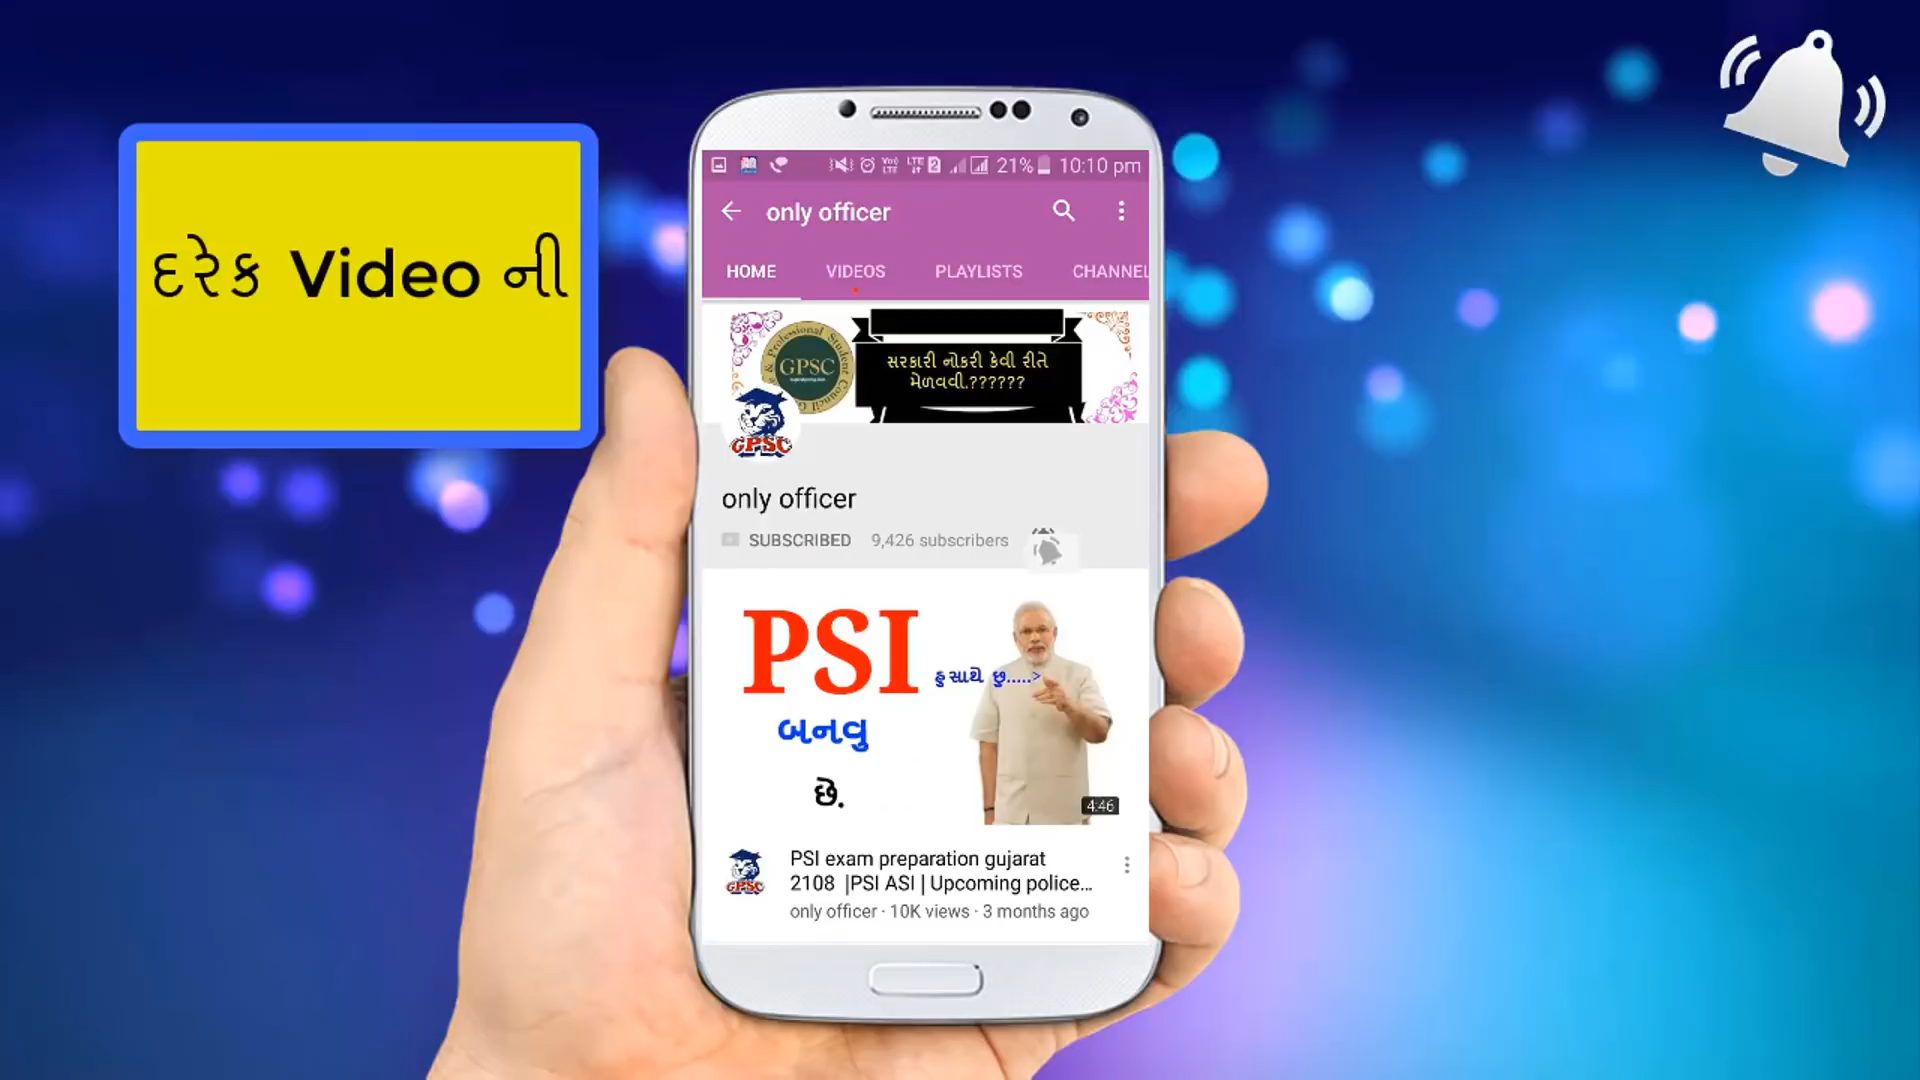 દરેક Video ની
21% 10:10 pm
only officer
HOME VIDEOS PLAYLISTS CHANNEL
GPSC
સરકારી નોકરી કેવી રીતે
મેળવવી.??????
GPSC
only officer
SUBSCRIBED 9,426 subscribers
PSI
હુ સાથે છુ.....>
બનવુ
છે.
4:46
GPSC
PSI exam preparation gujarat
2108 |PSI ASI | Upcoming police...
only officer · 10K views · 3 months ago